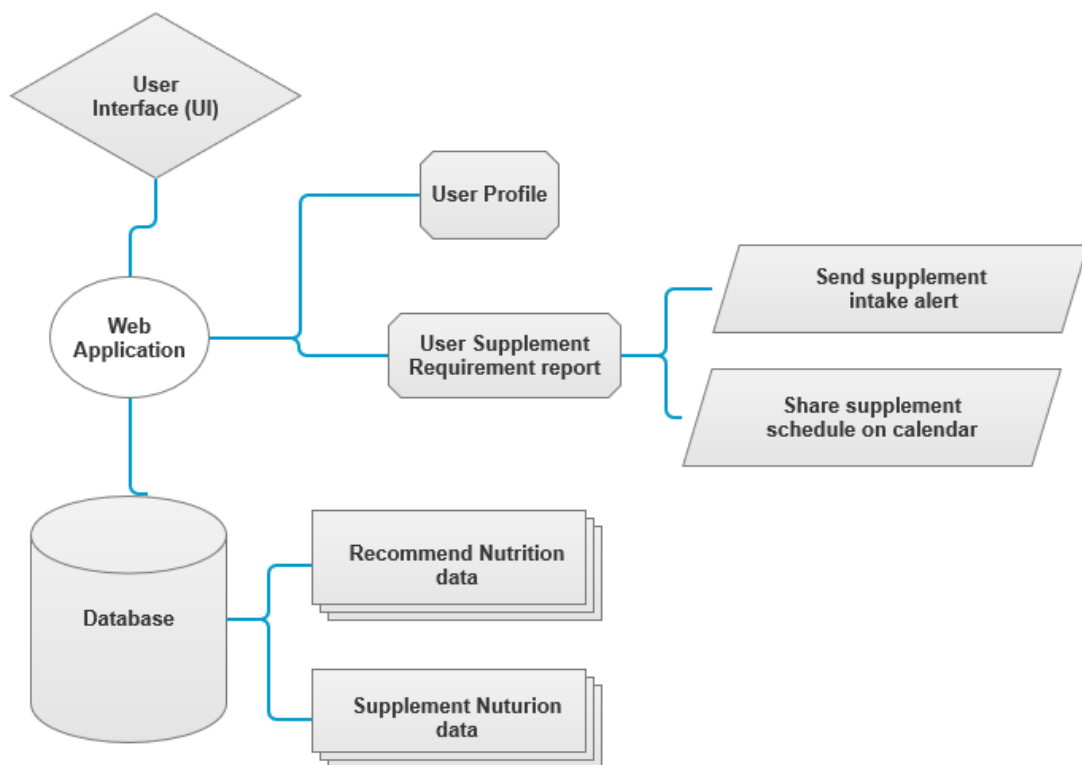 User
Interface (UI)
User Profile
Web
Application
User Supplement
Requirement report
Send supplement
intake alert
Share supplement
schedule on calendar
Database
Recommend Nutrition
data
Supplement Nuturion
data